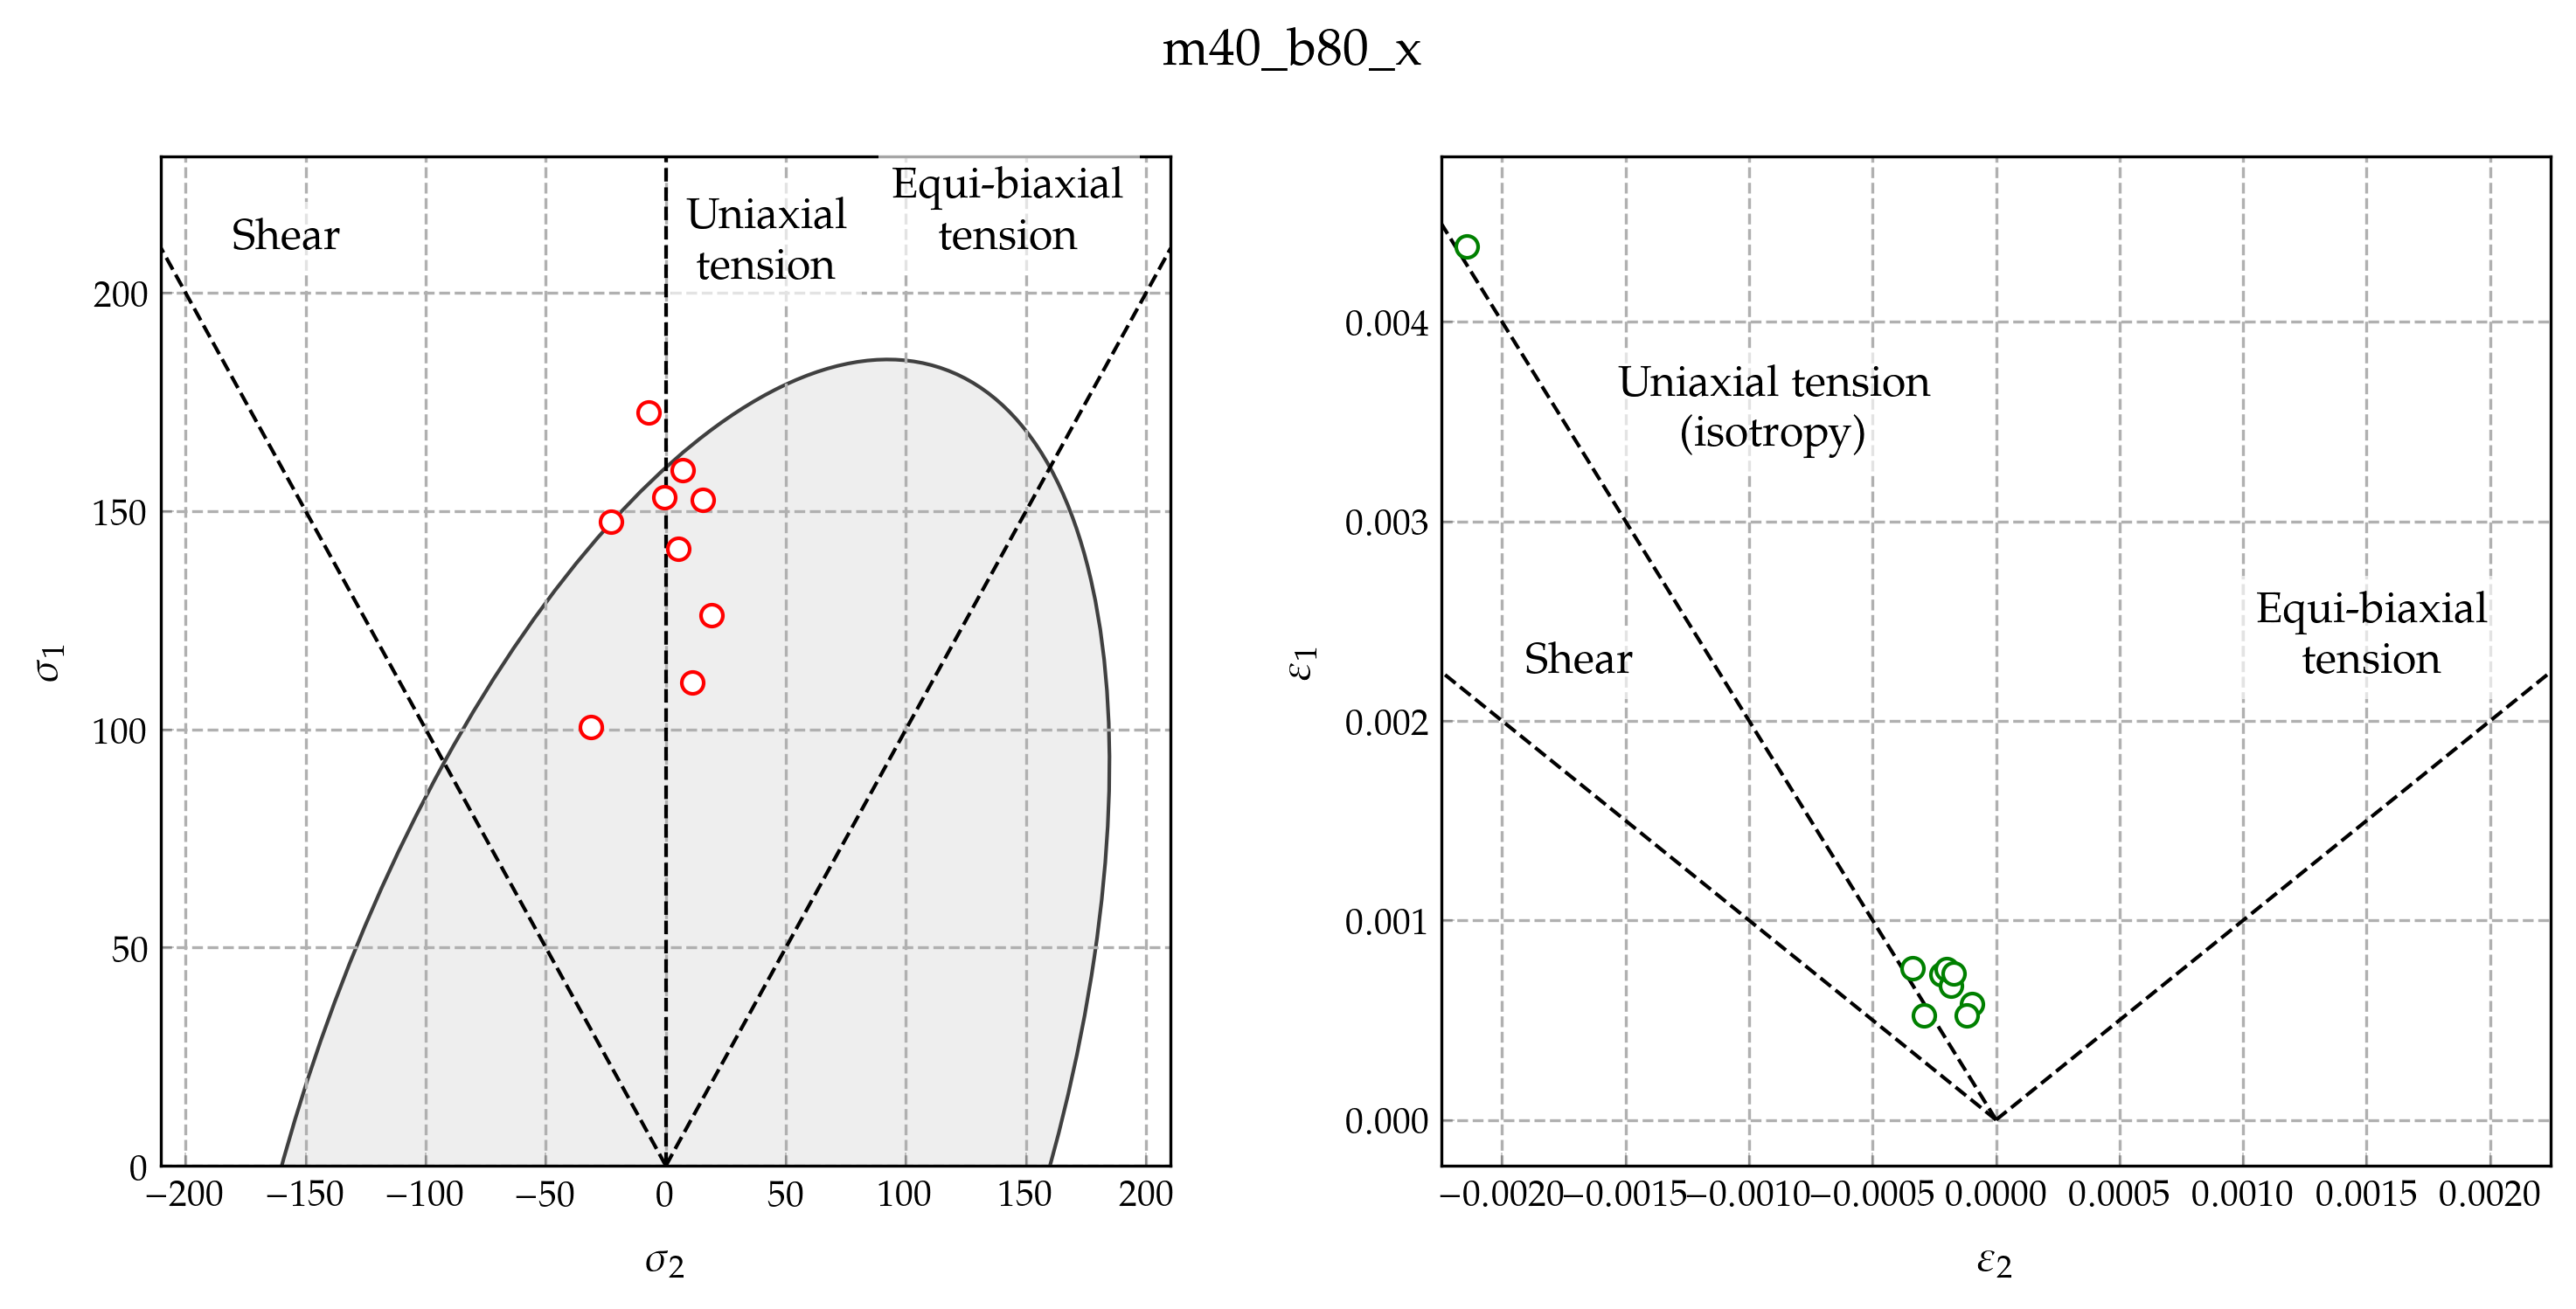 m40_b80_x
Shear
Uniaxial
tension
Equi-biaxial
tension
200
150
100
50
0
−200 −150 −100 −50 0 50 100 150 200
σ1
σ2
Uniaxial tension
(isotropy)
Shear
Equi-biaxial
tension
0.004
0.003
0.002
0.001
0.000
−0.0020 −0.0015 −0.0010 −0.0005 0.0000 0.0005 0.0010 0.0015 0.0020
ε1
ε2